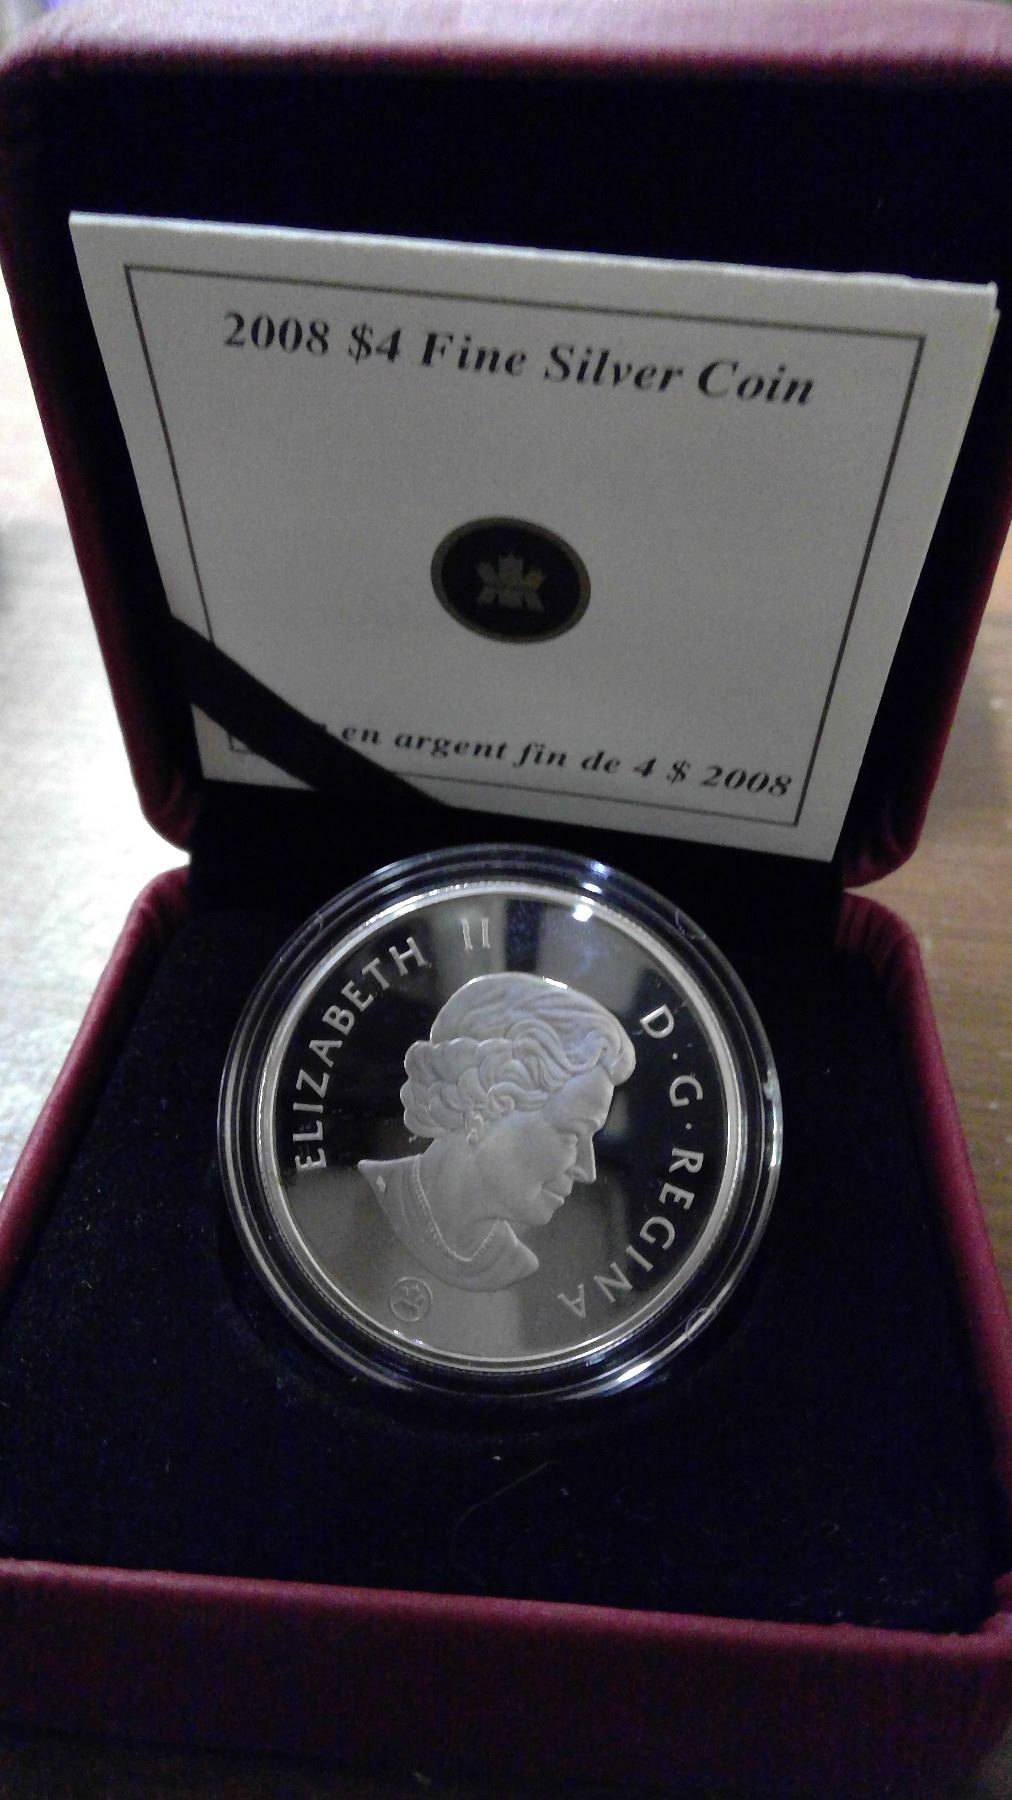 2008 $4 Fine Silver Coin
en argent fin de 4 $ 2008
ELIZABETH II D · G · REGINA